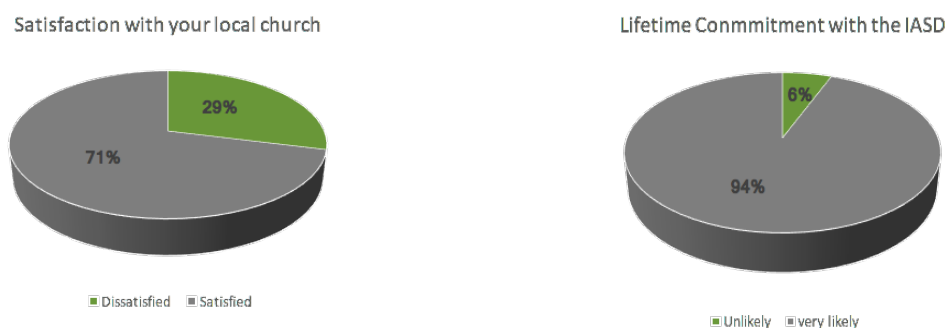 Satisfaction with your local church
29%
71%
Dissatisfied Satisfied
Lifetime Conmmitment with the IASD
6%
94%
Unlikely very likely